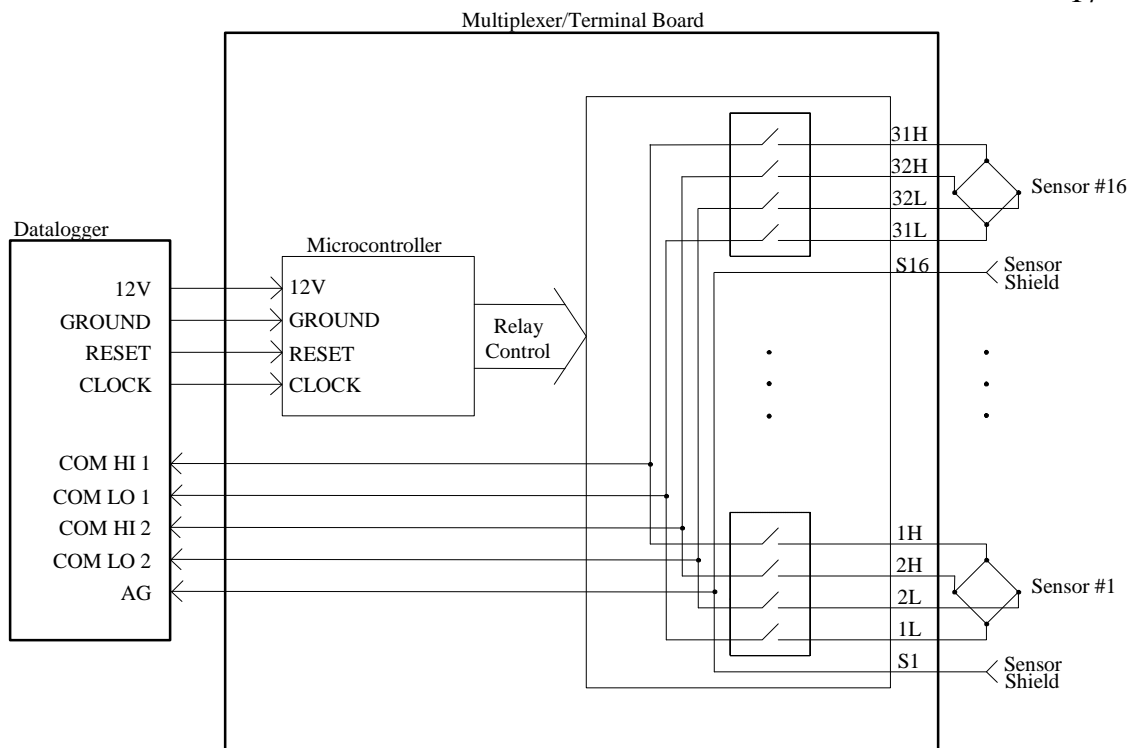 Multiplexer/Terminal Board
Datalogger
12V
GROUND
RESET
CLOCK
COM HI 1
COM LO 1
COM HI 2
COM LO 2
AG
Microcontroller
12V
GROUND
RESET
CLOCK
Relay
Control
31H
32H
32L
31L
S16
Sensor #16
Sensor
Shield
1H
2H
2L
1L
S1
Sensor #1
Sensor
Shield